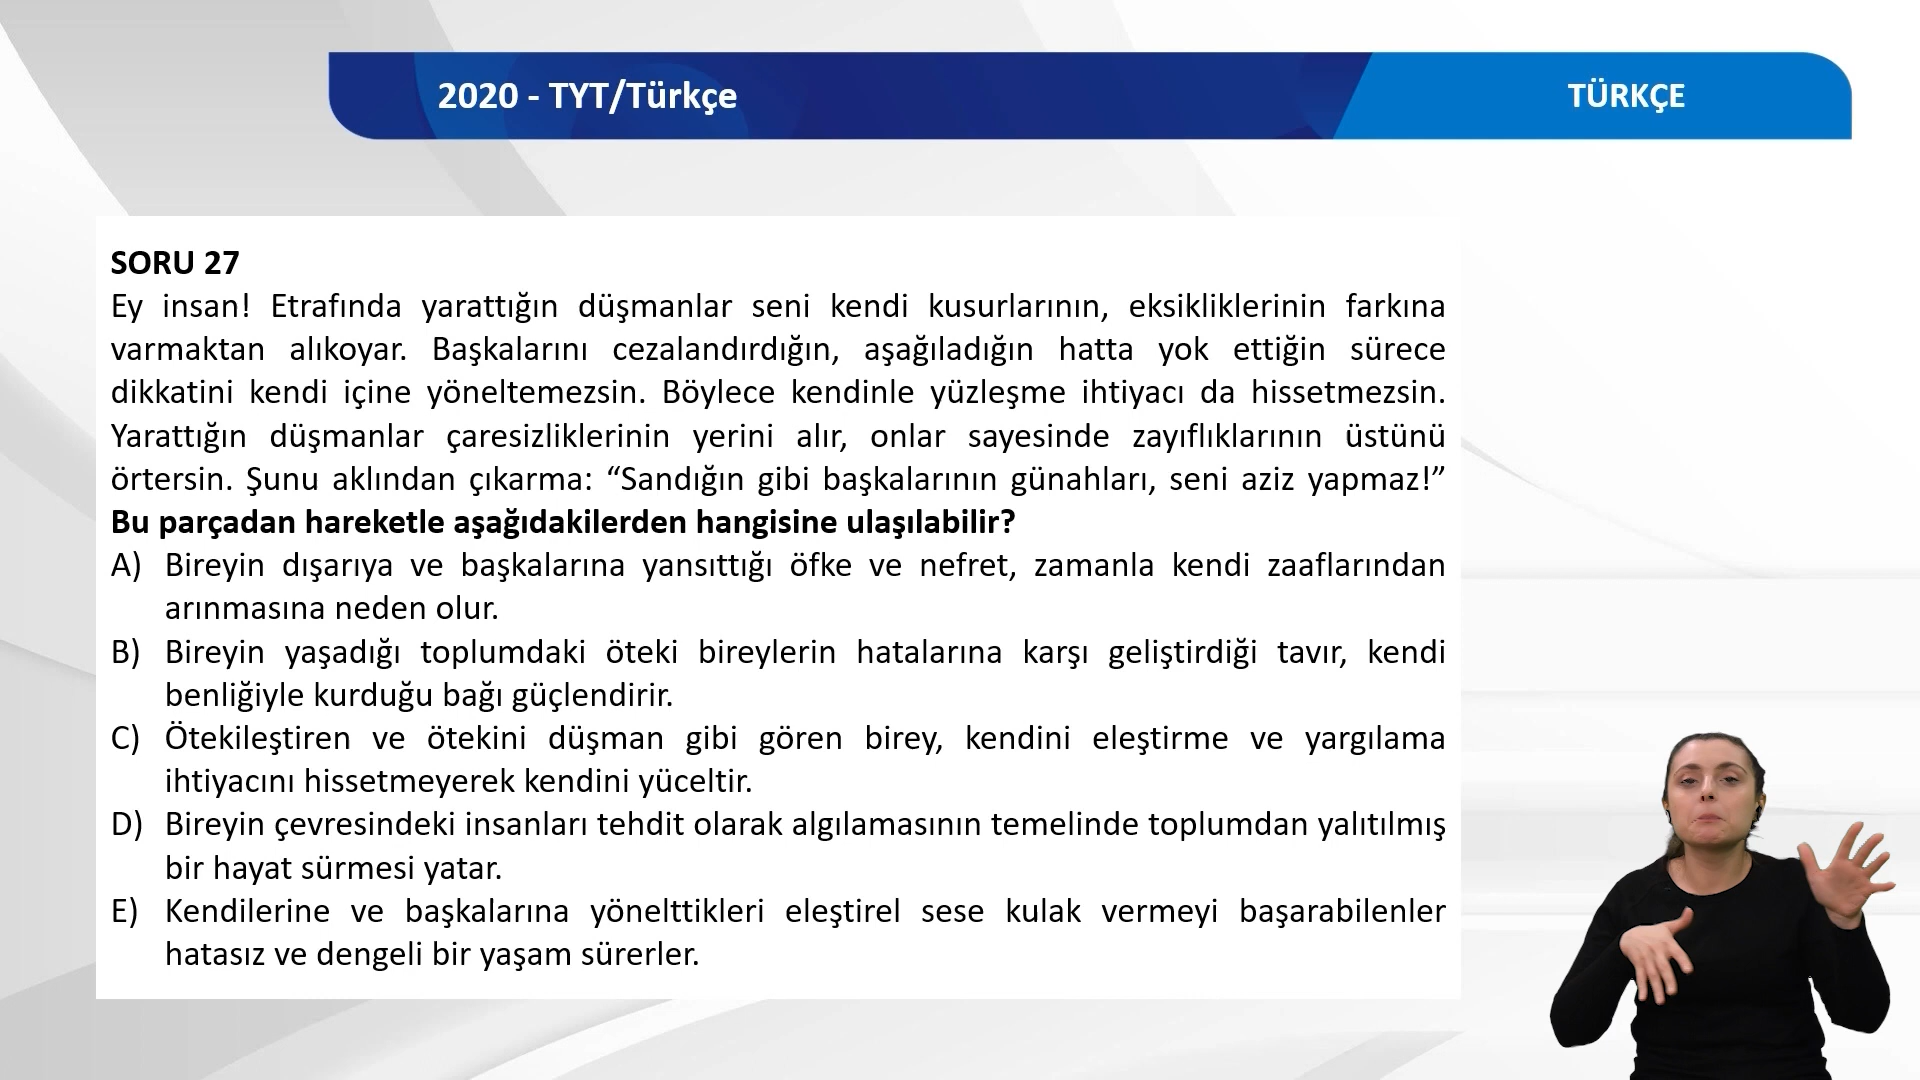 2020 - TYT/Türkçe
TÜRKÇE
SORU 27
Ey insan! Etrafında yarattığın düşmanlar seni kendi kusurlarının, eksikliklerinin farkına
varmaktan alıkoyar. Başkalarını cezalandırdığın, aşağıladığın hatta yok ettiğin sürece
dikkatini kendi içine yöneltemezsin. Böylece kendinle yüzleşme ihtiyacı da hissetmezsin.
Yarattığın düşmanlar çaresizliklerinin yerini alır, onlar sayesinde zayıflıklarının üstünü
örtersin. Şunu aklından çıkarma: “Sandığın gibi başkalarının günahları, seni aziz yapmaz!”
Bu parçadan hareketle aşağıdakilerden hangisine ulaşılabilir?
A) Bireyin dışarıya ve başkalarına yansıttığı öfke ve nefret, zamanla kendi zaaflarından
arınmasına neden olur.
B) Bireyin yaşadığı toplumdaki öteki bireylerin hatalarına karşı geliştirdiği tavır, kendi
benliğiyle kurduğu bağı güçlendirir.
C) Ötekileştiren ve ötekini düşman gibi gören birey, kendini eleştirme ve yargılama
ihtiyacını hissetmeyerek kendini yüceltir.
D) Bireyin çevresindeki insanları tehdit olarak algılamasının temelinde toplumdan yalıtılmış
bir hayat sürmesi yatar.
E) Kendilerine ve başkalarına yönelttikleri eleştirel sese kulak vermeyi başarabilenler
hatasız ve dengeli bir yaşam sürerler.